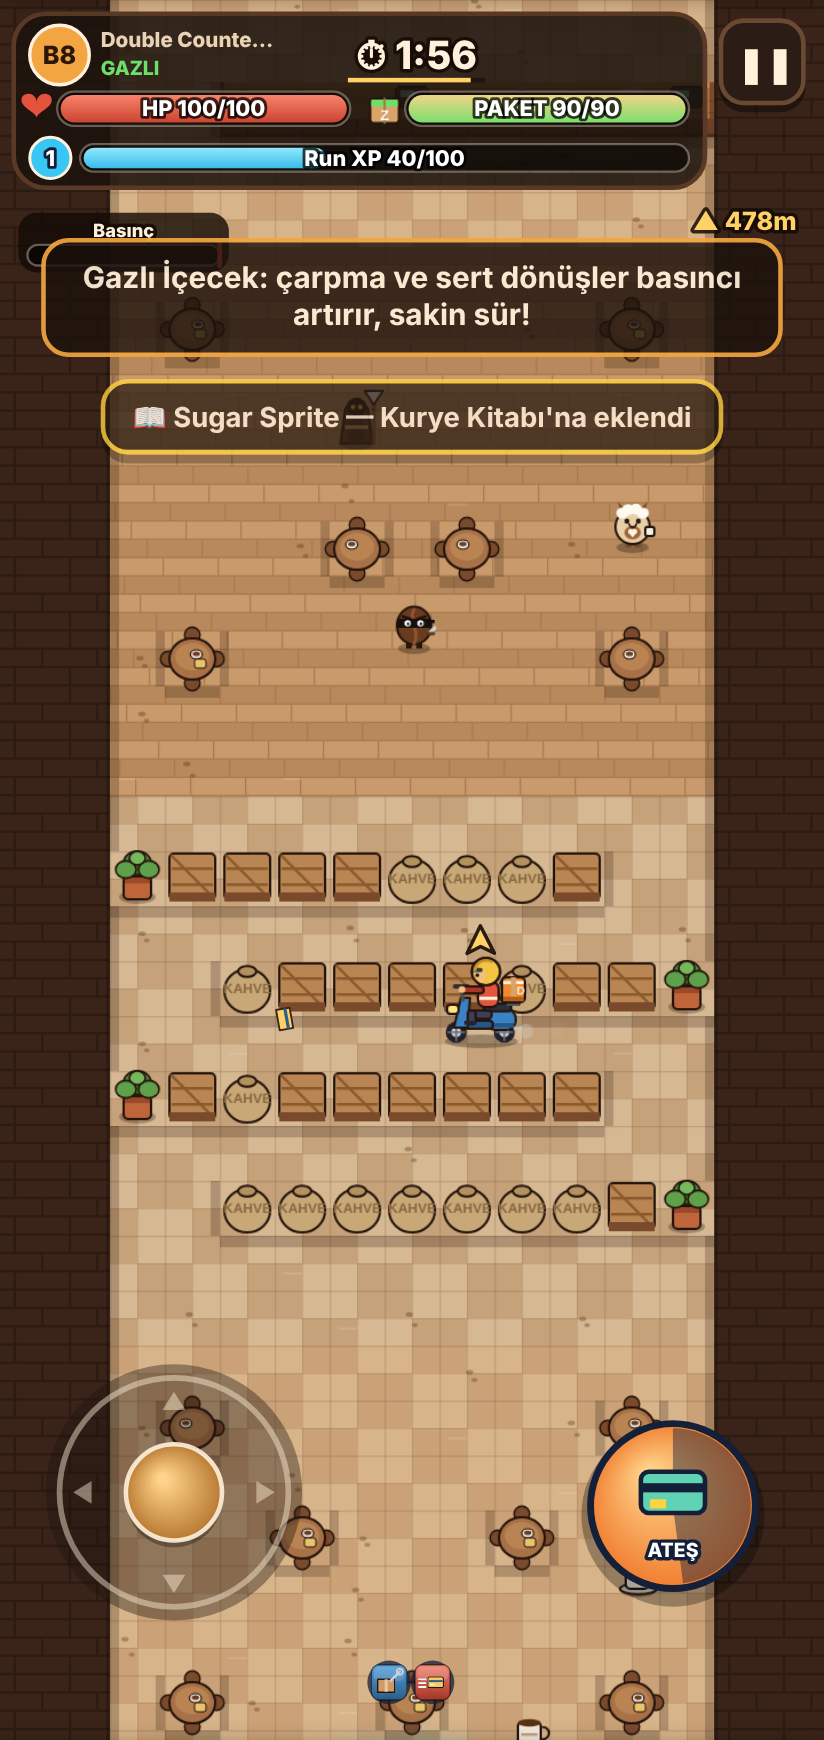 B8
Double Counte...
GAZLI
1:56
HP 100/100
Z
PAKET 90/90
1
Run XP 40/100
Basınç
478m
Gazlı İçecek: çarpma ve sert dönüşler basıncı
artırır, sakin sür!
Sugar Sprite — Kurye Kitabı'na eklendi
KAHVE KAHVE KAHVE
KAHVE
KAHVE
KAHVE KAHVE KAHVE KAHVE KAHVE KAHVE KAHVE
ATEŞ